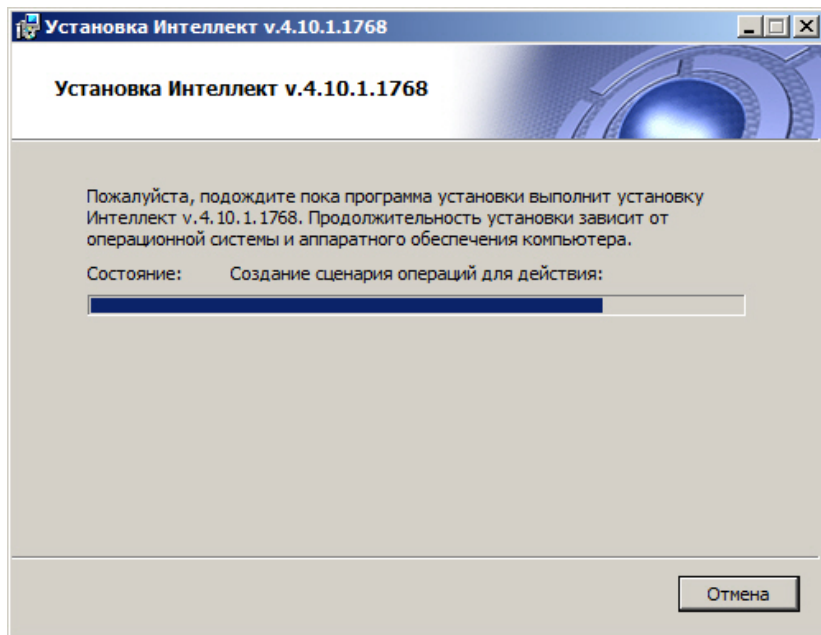 Установка Интеллект v.4.10.1.1768
Установка Интеллект v.4.10.1.1768
Пожалуйста, подождите пока программа установки выполнит установку
Интеллект v.4.10.1.1768. Продолжительность установки зависит от
операционной системы и аппаратного обеспечения компьютера.
Состояние: Создание сценария операций для действия:
Отмена